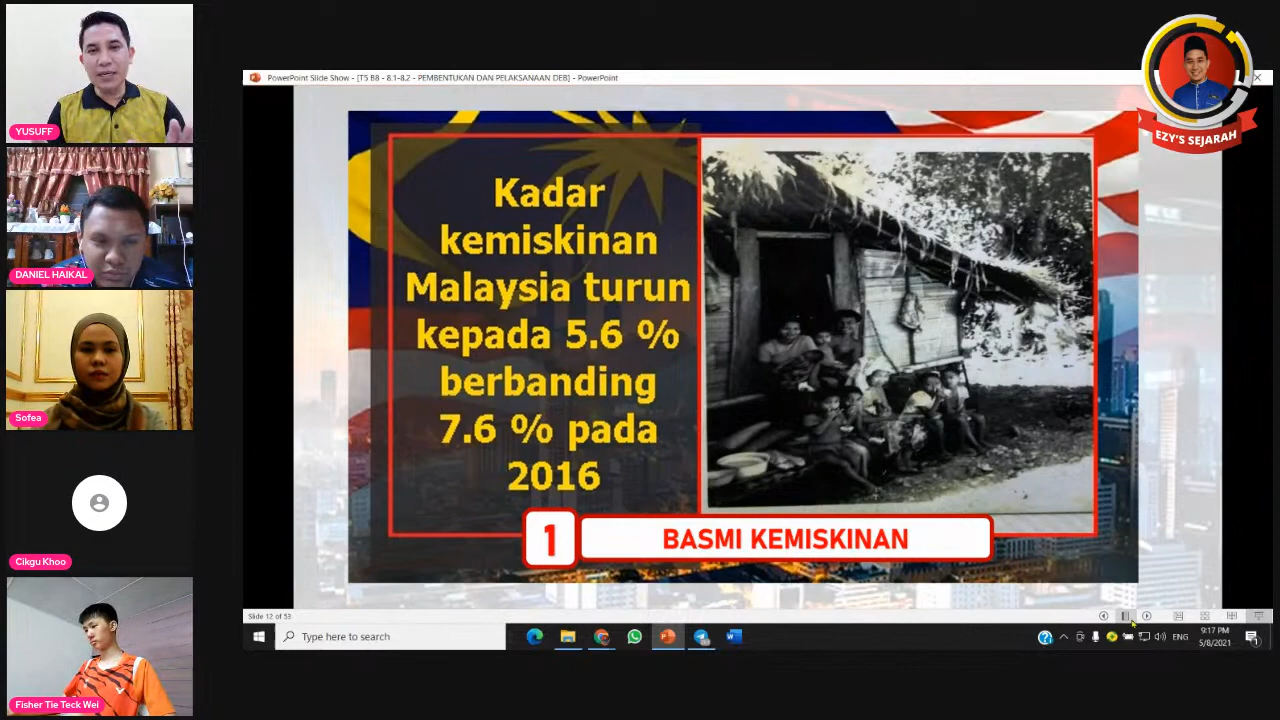 YUSUFF
DANIEL HAIKAL
Sofea
Cikgu Khoo
Fisher Tie Teck Wei
PowerPoint Slide Show - [T5 B8 - 8.1-8.2 - PEMBENTUKAN DAN PELAKSANAAN DEB] - PowerPoint
EZY'S SEJARAH
Kadar
kemiskinan
Malaysia turun
kepada 5.6 %
berbanding
7.6 % pada
2016
1
BASMI KEMISKINAN
Slide 12 of 53
Type here to search
ENG
9:17 PM
5/8/2021